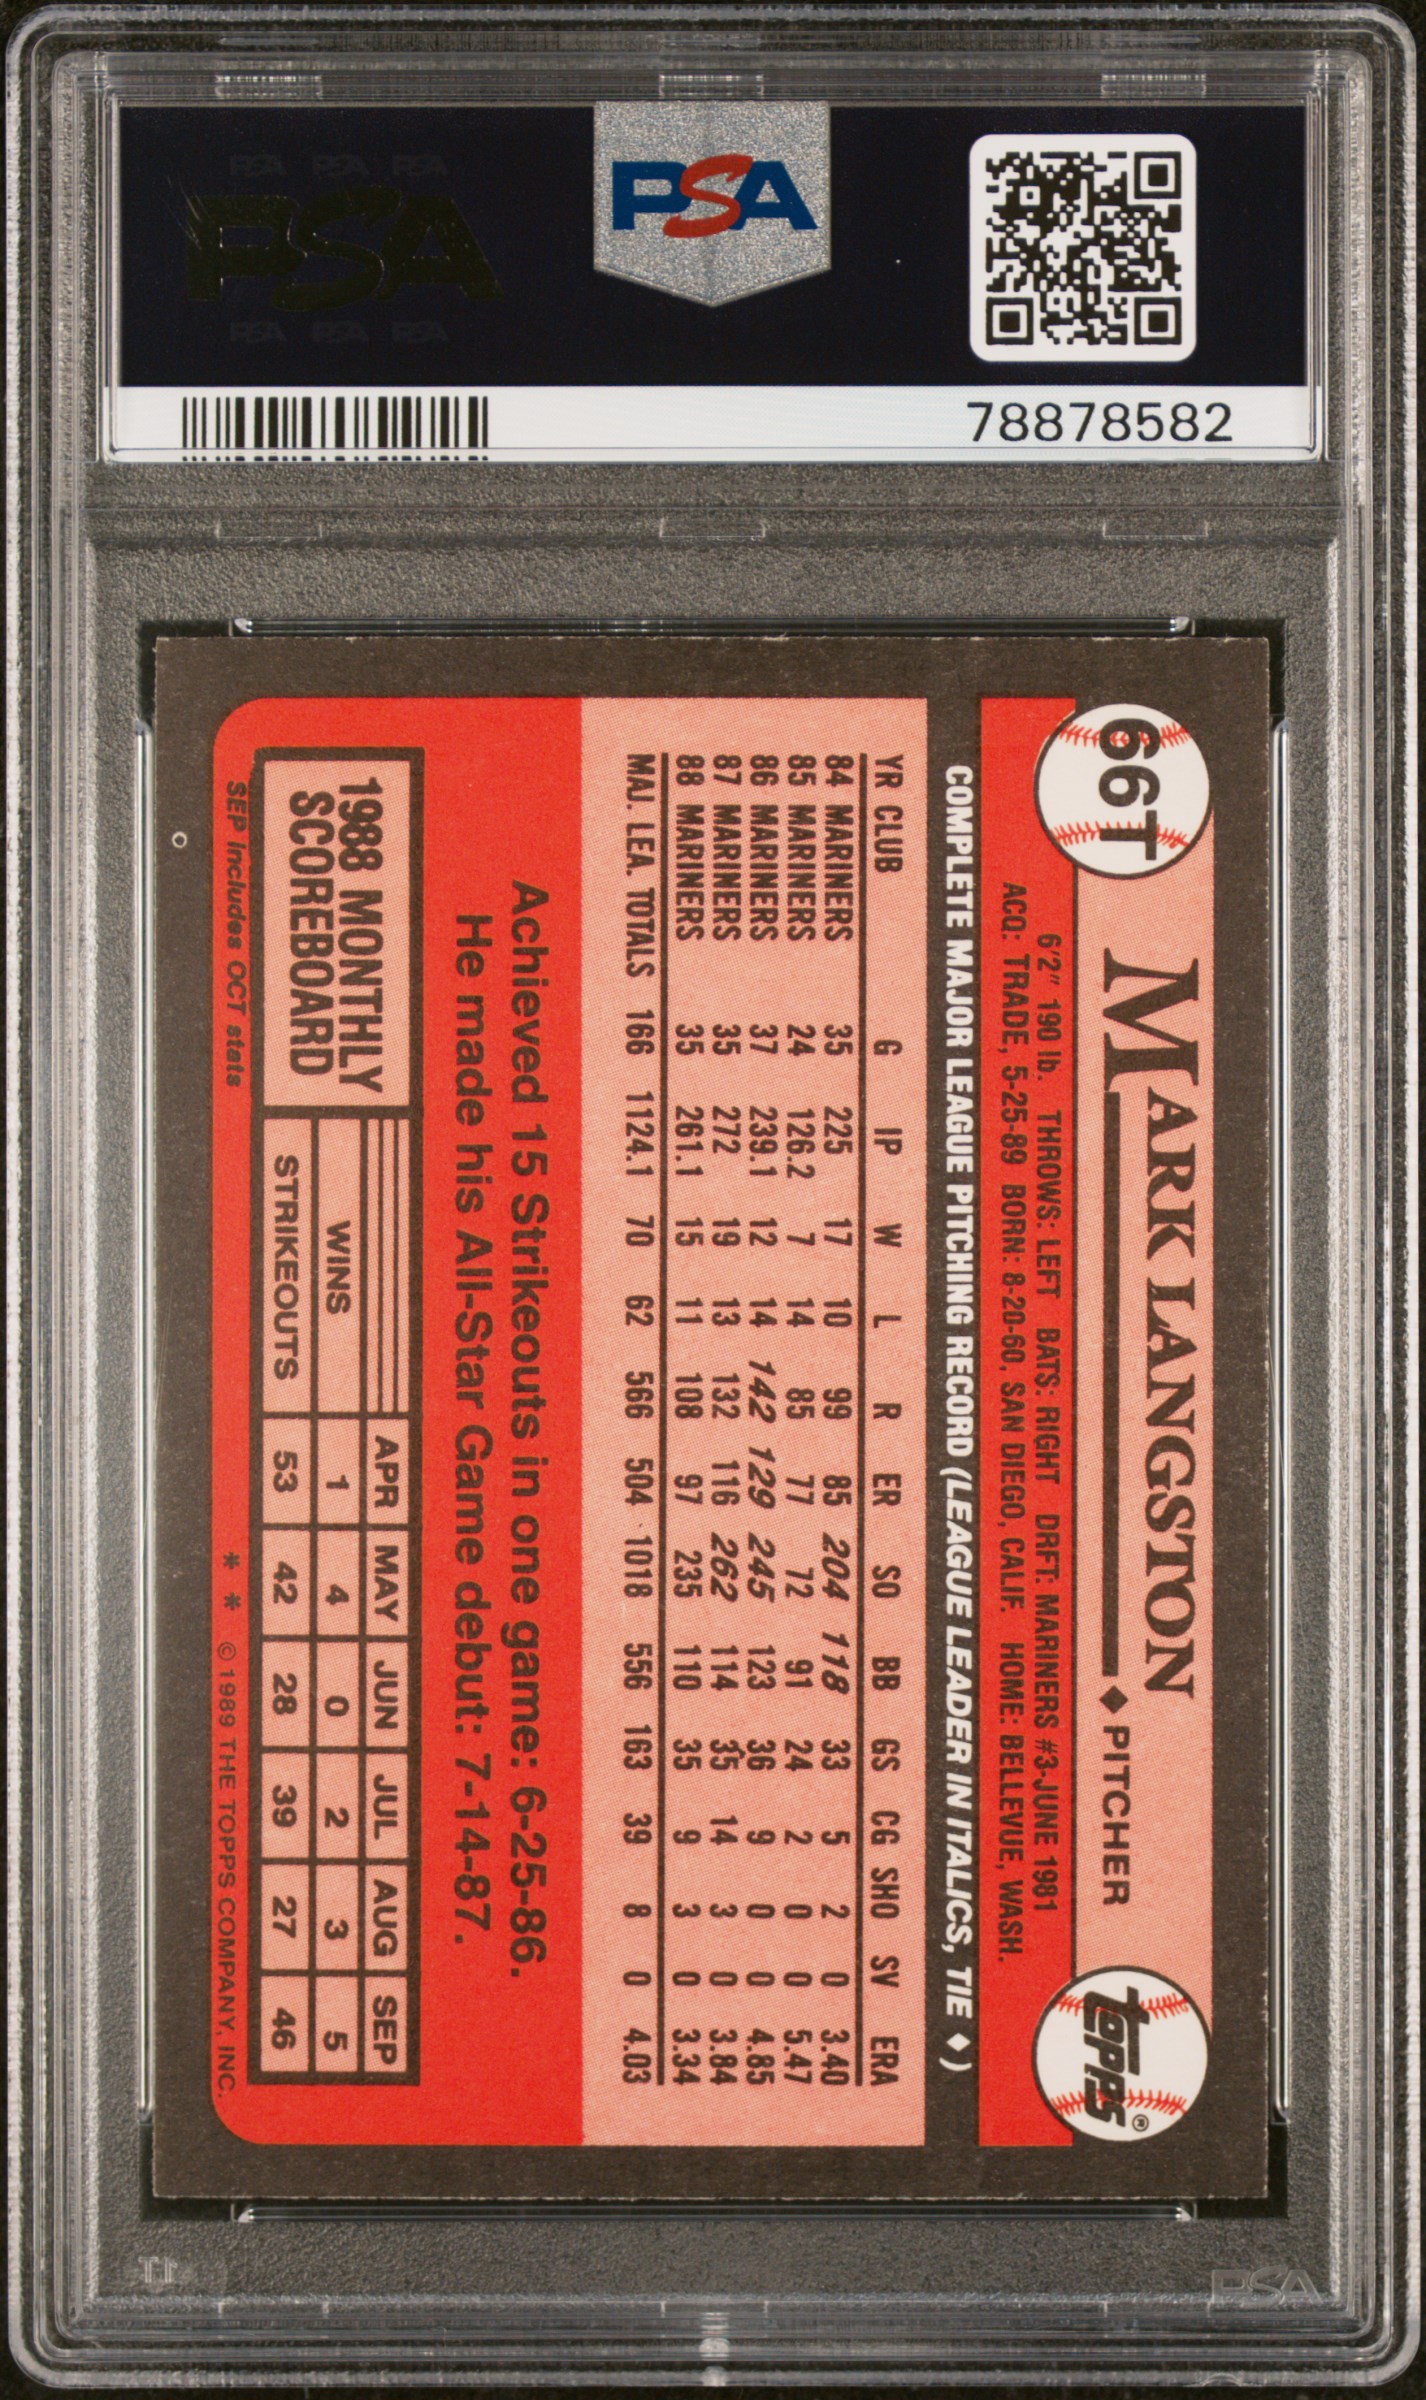 PSA PSA PSA
PSA
PSA PSA PSA
PSA
78878582
66T
MARK LANGSTON
◆ PITCHER
topps®
6'2" 190 lb. THROWS: LEFT BATS: RIGHT DRFT: MARINERS #3-JUNE 1981
ACQ: TRADE, 5-25-89 BORN: 8-20-60, SAN DIEGO, CALIF. HOME: BELLEVUE, WASH.
COMPLETE MAJOR LEAGUE PITCHING RECORD (LEAGUE LEADER IN ITALICS, TIE ◆)
YR CLUB G IP W L R ER SO BB GS CG SHO SV ERA
84 MARINERS 35 225 17 10 99 85 204 118 33 5 2 0 3.40
85 MARINERS 24 126.2 7 14 85 77 72 91 24 2 0 0 5.47
86 MARINERS 37 239.1 12 14 142 129 245 123 36 9 0 0 4.85
87 MARINERS 35 272 19 13 132 116 262 114 35 14 3 0 3.84
88 MARINERS 35 261.1 15 11 108 97 235 110 35 9 3 0 3.34
MAJ. LEA. TOTALS 166 1124.1 70 62 566 504 1018 556 163 39 8 0 4.03
Achieved 15 Strikeouts in one game: 6-25-86.
He made his All-Star Game debut: 7-14-87.
1988 MONTHLY
SCOREBOARD
APR MAY JUN JUL AUG SEP
WINS 1 4 0 2 3 5
STRIKEOUTS 53 42 28 39 27 46
SEP Includes OCT stats
* * © 1989 THE TOPPS COMPANY, INC.
PSA